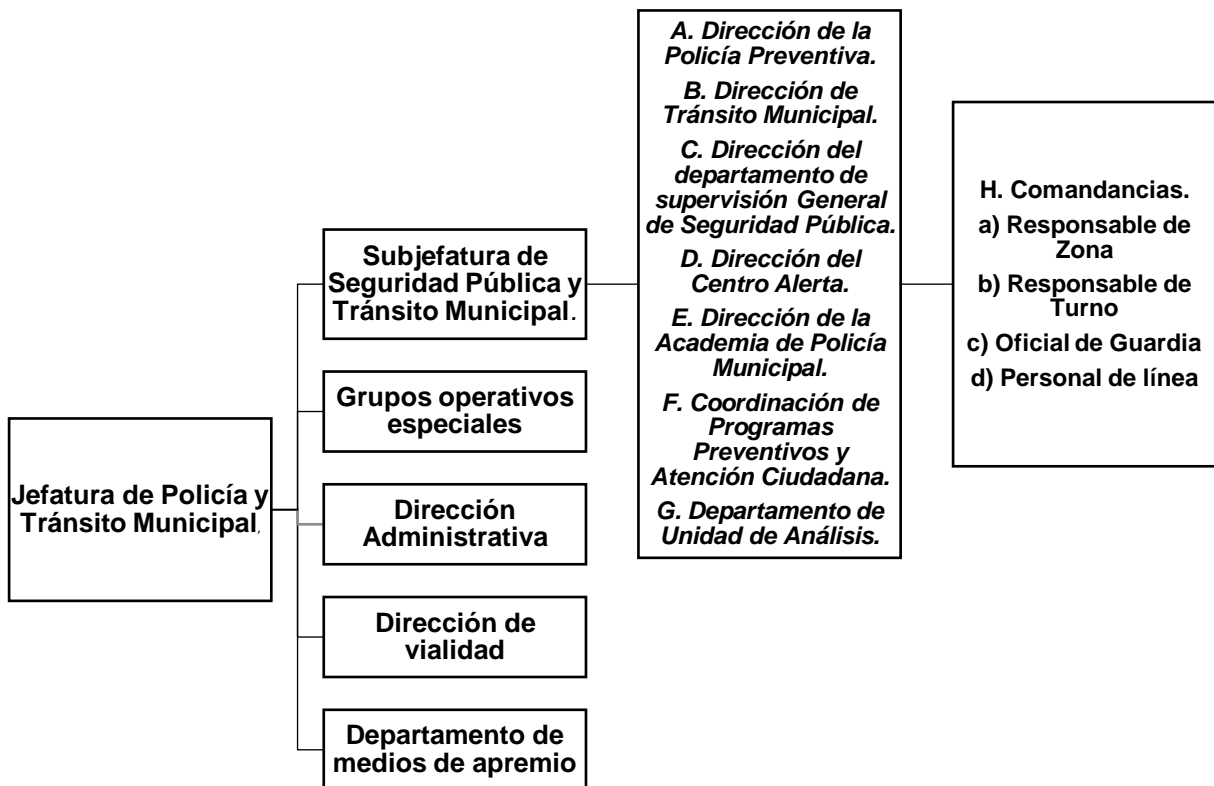 Jefatura de Policía y
Tránsito Municipal,
Subjefatura de
Seguridad Pública y
Tránsito Municipal.
Grupos operativos
especiales
Dirección
Administrativa
Dirección de
vialidad
Departamento de
medios de apremio
A. Dirección de la
Policía Preventiva.
B. Dirección de
Tránsito Municipal.
C. Dirección del
departamento de
supervisión General
de Seguridad Pública.
D. Dirección del
Centro Alerta.
E. Dirección de la
Academia de Policía
Municipal.
F. Coordinación de
Programas
Preventivos y
Atención Ciudadana.
G. Departamento de
Unidad de Análisis.
H. Comandancias.
a) Responsable de
Zona
b) Responsable de
Turno
c) Oficial de Guardia
d) Personal de línea